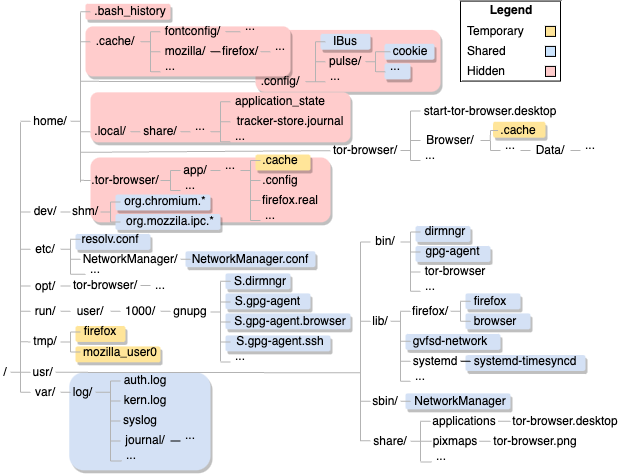 Legend
Temporary
Shared
Hidden
.bash_history
.cache/
fontconfig/ ...
mozilla/ firefox/ ...
...
.config/
IBus
pulse/
cookie
...
...
home/
.local/ share/ ...
application_state
tracker-store.journal
...
tor-browser/
start-tor-browser.desktop
Browser/
.cache
... Data/ ...
...
.tor-browser/
app/ ...
...
.cache
.config
firefox.real
...
dev/ shm/
org.chromium.*
org.mozzila.ipc.*
etc/
resolv.conf
NetworkManager/ NetworkManager.conf
...
opt/ tor-browser/ ...
run/ user/ 1000/ gnupg
S.dirmngr
S.gpg-agent
S.gpg-agent.browser
S.gpg-agent.ssh
...
tmp/
firefox
mozilla_user0
/ usr/
var/ log/
auth.log
kern.log
syslog
journal/ ...
...
bin/
dirmngr
gpg-agent
tor-browser
...
lib/
firefox/
firefox
browser
gvfsd-network
systemd systemd-timesyncd
...
sbin/ NetworkManager
share/
applications tor-browser.desktop
pixmaps tor-browser.png
...